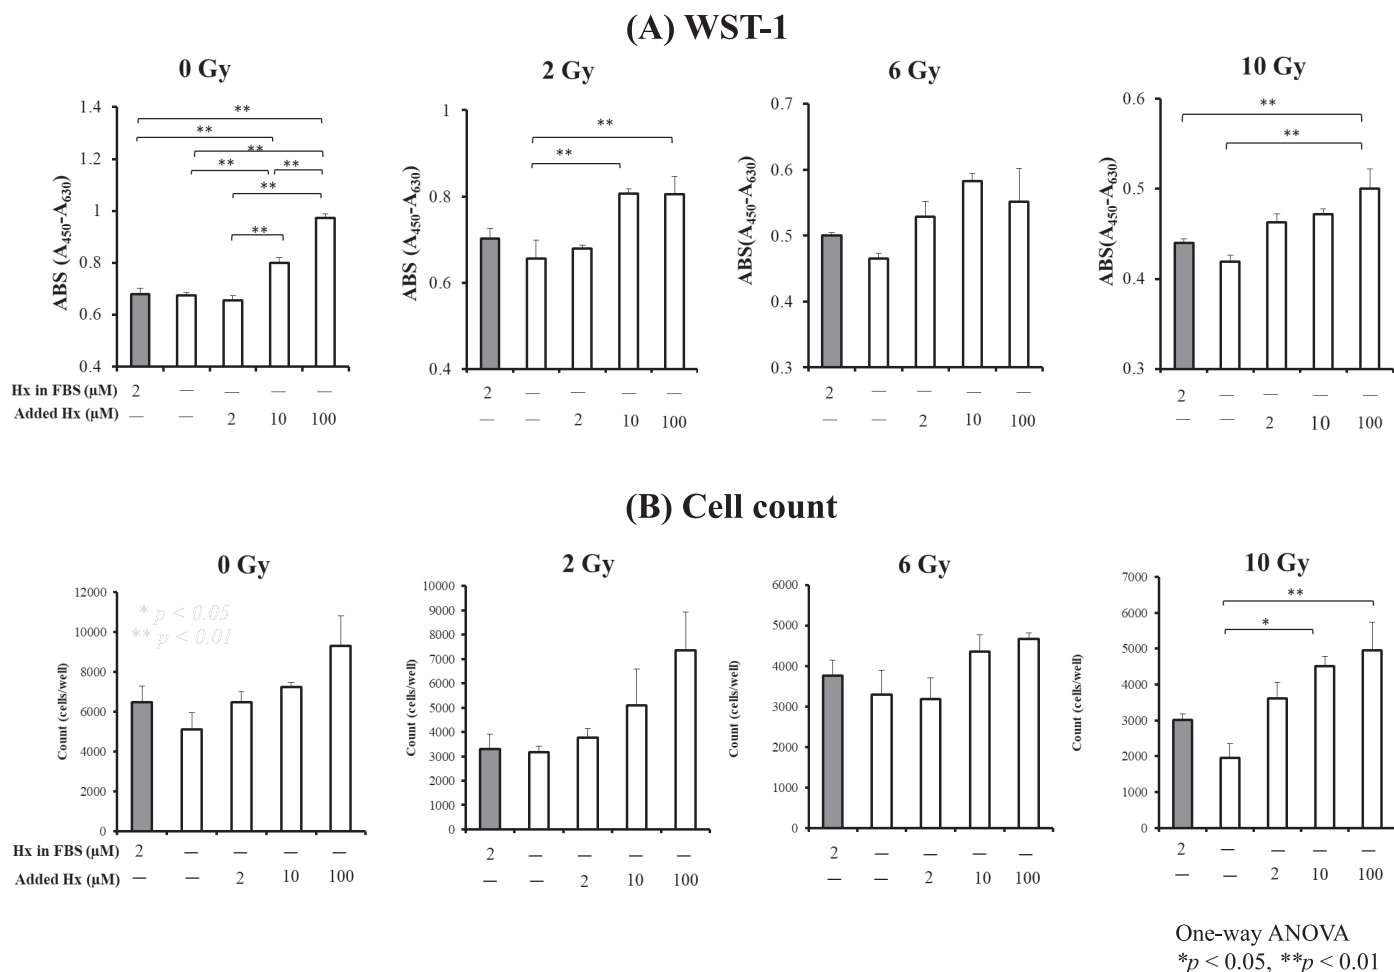 (A) WST-1
0 Gy
2 Gy
6 Gy
10 Gy
ABS (A450-A630)
1.4
1.2
1
0.8
0.6
0.4
** ** ** ** ** ** **
ABS (A450-A630)
1
0.8
0.6
0.4
** **
ABS(A450-A630)
0.7
0.6
0.5
0.4
0.3
ABS(A450-A630)
0.6
0.5
0.4
0.3
** **
Hx in FBS (µM) 2 — — — — 2 — — — — 2 — — — — 2 — — — —
Added Hx (µM) — — 2 10 100 — — 2 10 100 — — 2 10 100 — — 2 10 100
(B) Cell count
0 Gy
2 Gy
6 Gy
10 Gy
Count (cells/well)
12000
10000
8000
6000
4000
2000
0
* p < 0.05
** p < 0.01
Count (cells/well)
10000
9000
8000
7000
6000
5000
4000
3000
2000
1000
0
Count (cells/well)
6000
5000
4000
3000
2000
1000
0
Count (cells/well)
7000
6000
5000
4000
3000
2000
1000
0
**
*
Hx in FBS (µM) 2 — — — — 2 — — — — 2 — — — — 2 — — — —
Added Hx (µM) — — 2 10 100 — — 2 10 100 — — 2 10 100 — — 2 10 100
One-way ANOVA
*p < 0.05, **p < 0.01